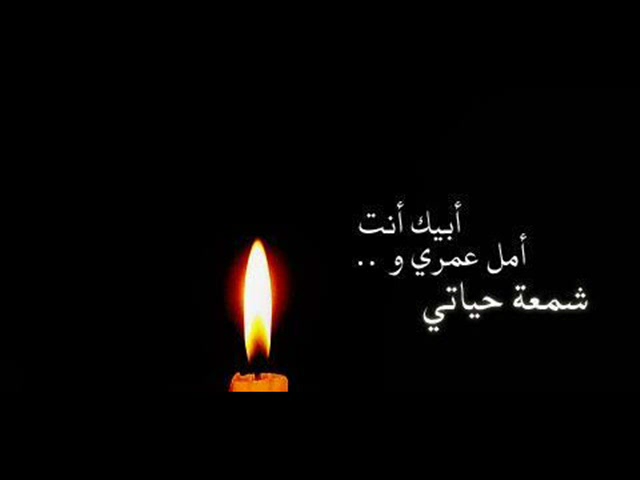 أبيك أنت
أمل عمري و ..
شمعة حياتي